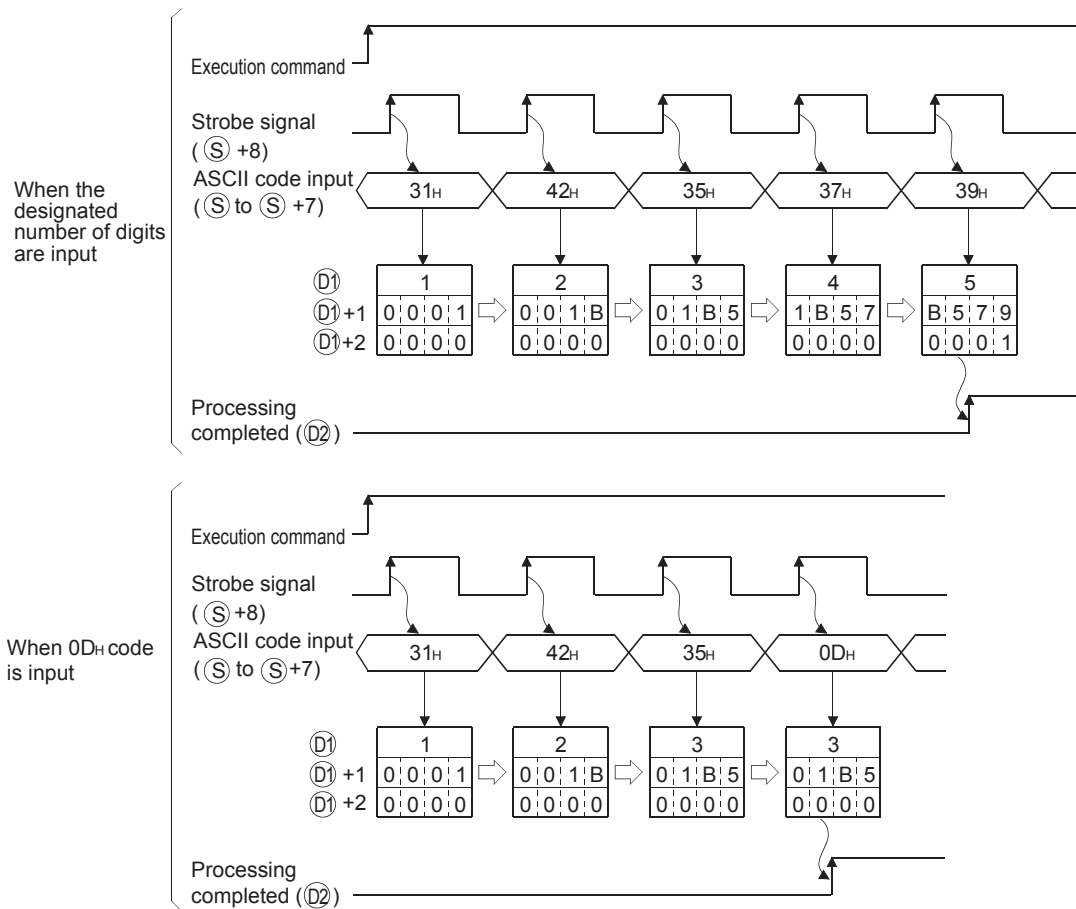 When the
designated
number of digits
are input
Execution command
Strobe signal
(Ⓢ +8)
ASCII code input
(Ⓢ to Ⓢ +7)
31H 42H 35H 37H 39H
D1 1 2 3 4 5
D1+1 0 0 0 1 0 0 1 B 0 1 B 5 1 B 5 7 B 5 7 9
D1+2 0 0 0 0 0 0 0 0 0 0 0 0 0 0 0 0 0 0 0 1
Processing
completed (D2)
When 0DH code
is input
Execution command
Strobe signal
(Ⓢ +8)
ASCII code input
(Ⓢ to Ⓢ +7)
31H 42H 35H 0DH
D1 1 2 3 3
D1 +1 0 0 0 1 0 0 1 B 0 1 B 5 0 1 B 5
D1 +2 0 0 0 0 0 0 0 0 0 0 0 0 0 0 0 0
Processing
completed (D2)